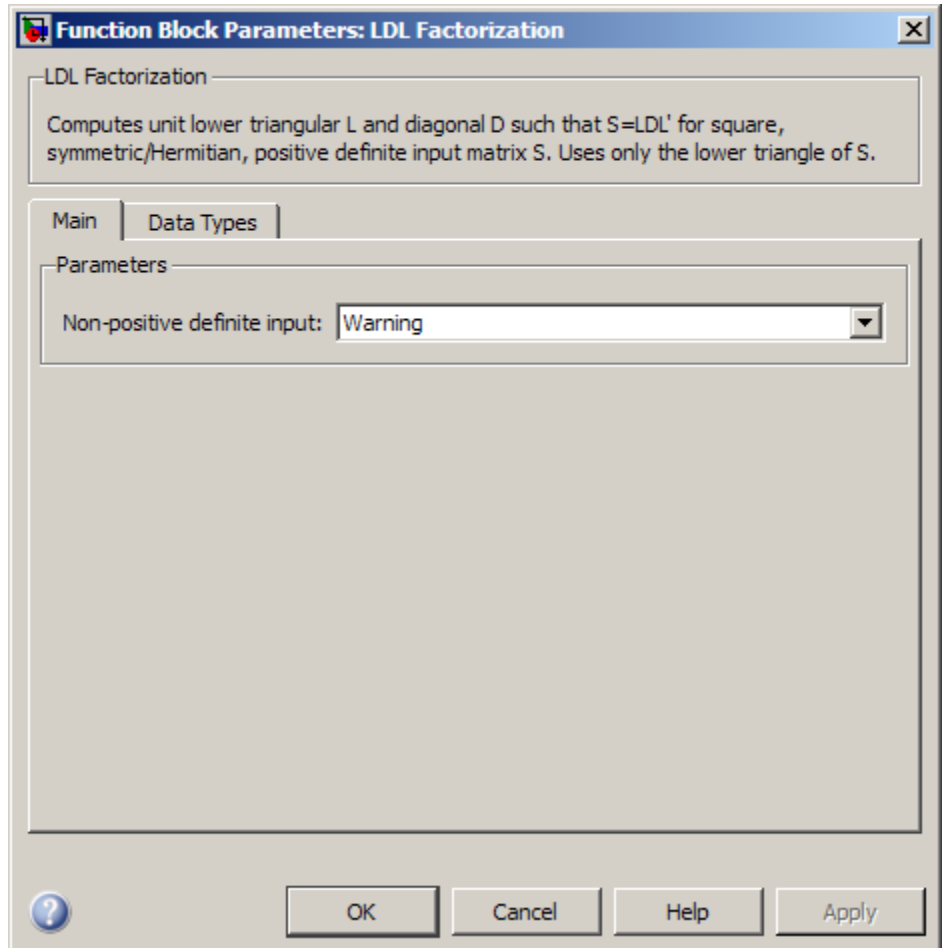 Function Block Parameters: LDL Factorization
LDL Factorization
Computes unit lower triangular L and diagonal D such that S=LDL' for square,
symmetric/Hermitian, positive definite input matrix S. Uses only the lower triangle of S.
Main Data Types
Parameters
Non-positive definite input: Warning
? OK Cancel Help Apply